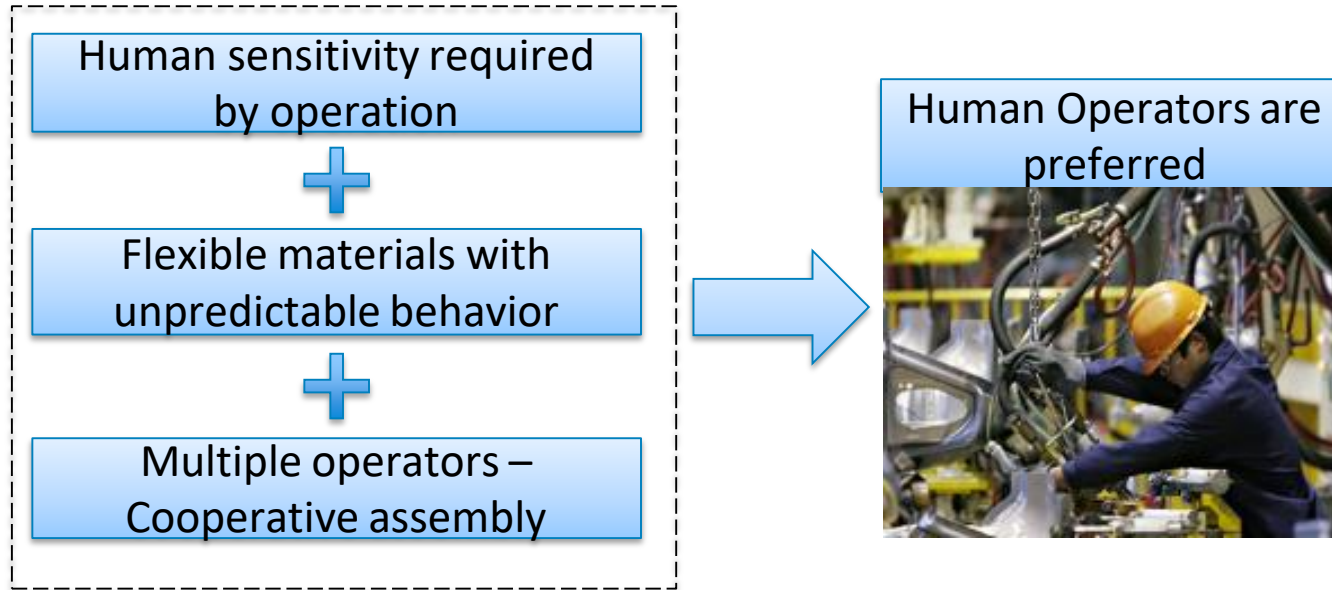 Human sensitivity required
by operation
Flexible materials with
unpredictable behavior
Multiple operators –
Cooperative assembly
Human Operators are
preferred